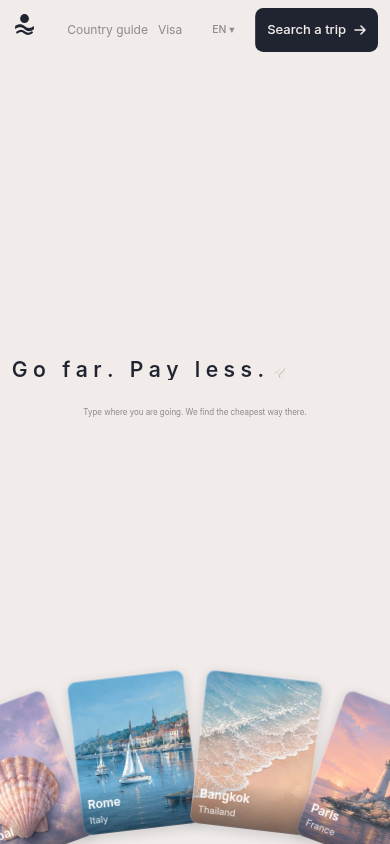 Country guide Visa EN ▾ Search a trip →
Go far. Pay less.
Type where you are going. We find the cheapest way there.
Rome
Italy
Bangkok
Thailand
Paris
France